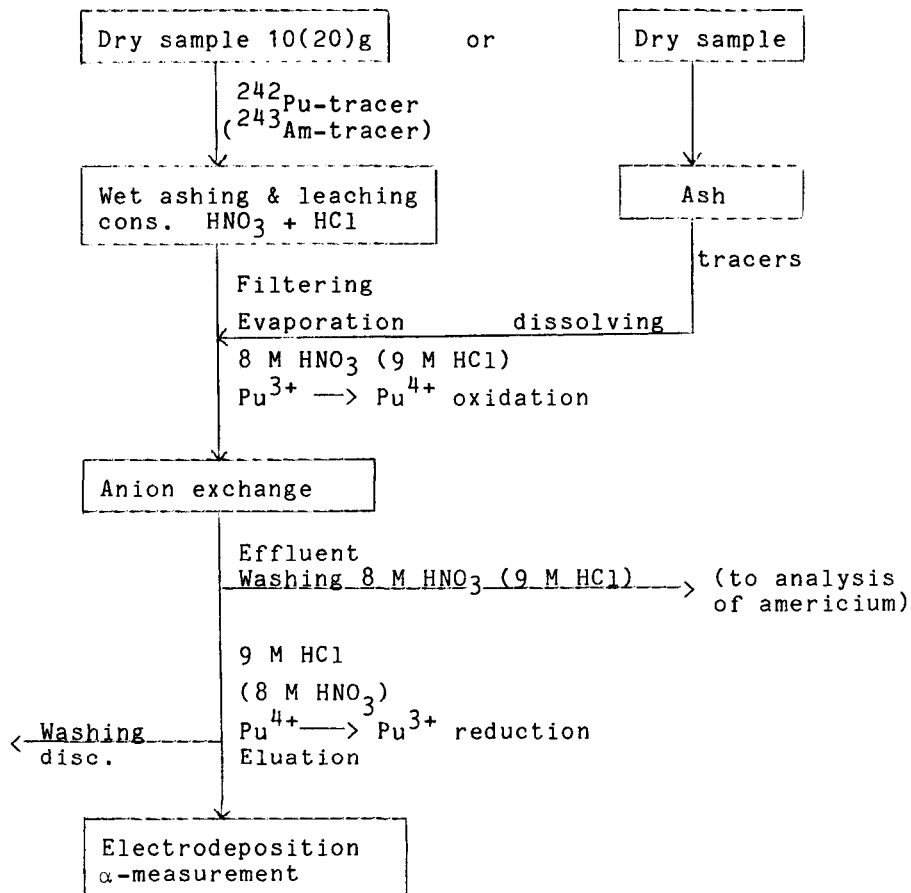 Dry sample 10(20)g or Dry sample
242Pu-tracer
(243Am-tracer)
Wet ashing & leaching
cons. HNO3 + HCl
Ash
tracers
Filtering
Evaporation dissolving
8 M HNO3 (9 M HCl)
Pu3+ —> Pu4+ oxidation
Anion exchange
Effluent
Washing 8 M HNO3 (9 M HCl)
(to analysis
of americium)
9 M HCl
(8 M HNO3)
Pu4+ —> Pu3+ reduction
Eluation
Washing
disc.
Electrodeposition
α-measurement